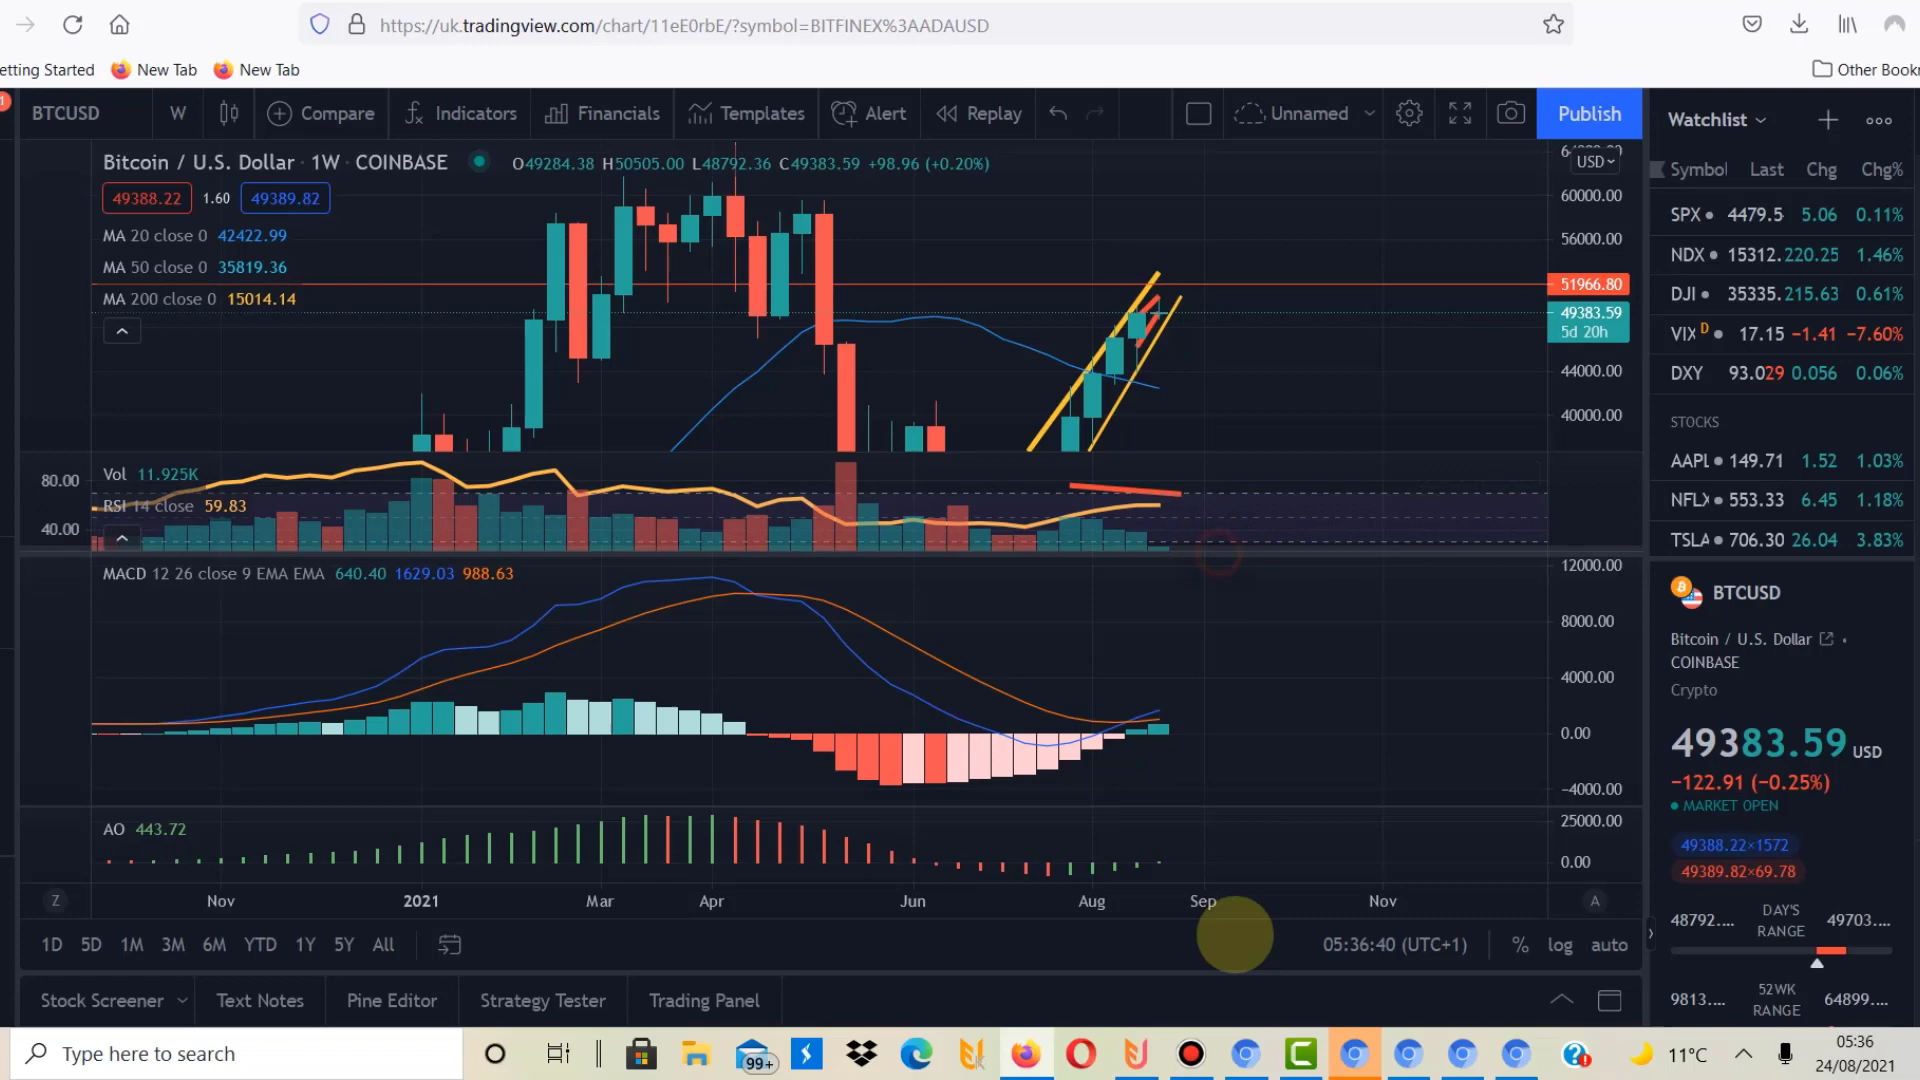 https://uk.tradingview.com/chart/11eE0rbE/?symbol=BITFINEX%3AADAUSD
etting Started New Tab New Tab Other Bookr
1
BTCUSD W Compare Indicators Financials Templates Alert Replay Unnamed Publish
Bitcoin / U.S. Dollar · 1W · COINBASE O49284.38 H50505.00 L48792.36 C49383.59 +98.96 (+0.20%)
49388.22 1.60 49389.82
MA 20 close 0 42422.99
MA 50 close 0 35819.36
MA 200 close 0 15014.14
USD
60000.00
56000.00
51966.80
49383.59
5d 20h
44000.00
40000.00
Vol 11.925K
RSI 14 close 59.83
80.00
40.00
MACD 12 26 close 9 EMA EMA 640.40 1629.03 988.63
12000.00
8000.00
4000.00
0.00
−4000.00
AO 443.72
25000.00
0.00
Z Nov 2021 Mar Apr Jun Aug Sep Nov A
1D 5D 1M 3M 6M YTD 1Y 5Y All 05:36:40 (UTC+1) % log auto
Stock Screener Text Notes Pine Editor Strategy Tester Trading Panel
Watchlist
Symbol Last Chg Chg%
SPX 4479.5 5.06 0.11%
NDX 15312. 220.25 1.46%
DJI 35335. 215.63 0.61%
VIX D 17.15 −1.41 −7.60%
DXY 93.029 0.056 0.06%
STOCKS
AAPL 149.71 1.52 1.03%
NFLX 553.33 6.45 1.18%
TSLA 706.30 26.04 3.83%
BTCUSD
Bitcoin / U.S. Dollar
COINBASE
Crypto
49383.59 USD
−122.91 (−0.25%)
MARKET OPEN
49388.22×1572
49389.82×69.78
48792.... DAY'S RANGE 49703....
9813.... 52WK RANGE 64899....
Type here to search 99+ 11°C 05:36
24/08/2021